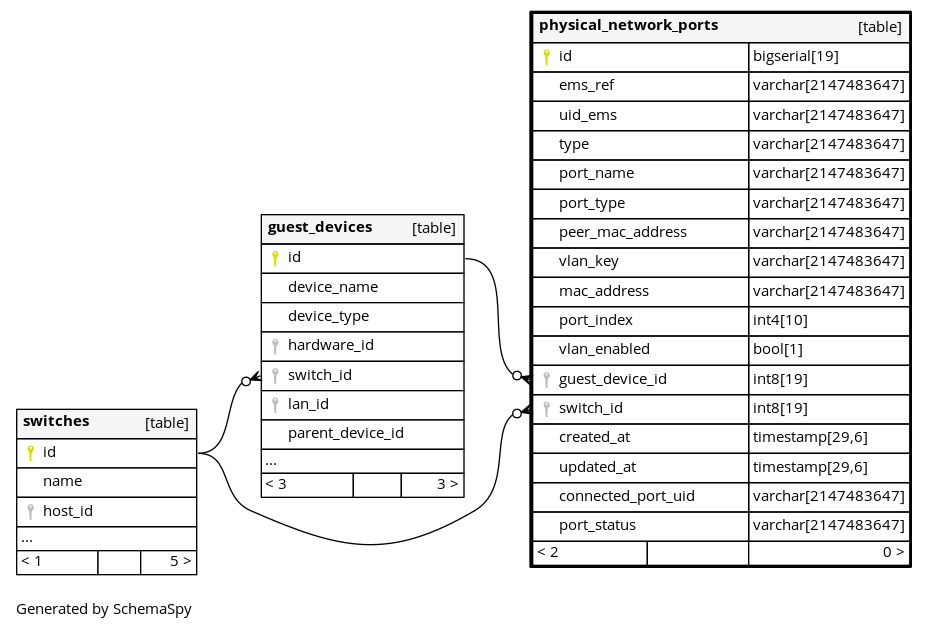 physical_network_ports [table]
id bigserial[19]
ems_ref varchar[2147483647]
uid_ems varchar[2147483647]
type varchar[2147483647]
port_name varchar[2147483647]
port_type varchar[2147483647]
peer_mac_address varchar[2147483647]
vlan_key varchar[2147483647]
mac_address varchar[2147483647]
port_index int4[10]
vlan_enabled bool[1]
guest_device_id int8[19]
switch_id int8[19]
created_at timestamp[29,6]
updated_at timestamp[29,6]
connected_port_uid varchar[2147483647]
port_status varchar[2147483647]
< 2 0 >
guest_devices [table]
id
device_name
device_type
hardware_id
switch_id
lan_id
parent_device_id
...
< 3 3 >
switches [table]
id
name
host_id
...
< 1 5 >
Generated by SchemaSpy